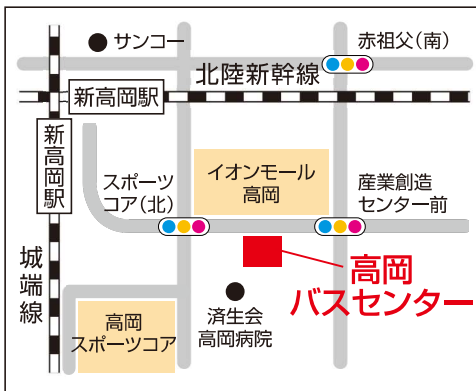 サンコー
赤祖父(南)
北陸新幹線
新高岡駅
新高岡駅
スポーツ
コア(北)
イオンモール
高岡
産業創造
センター前
城端線
高岡
バスセンター
済生会
高岡病院
高岡
スポーツコア